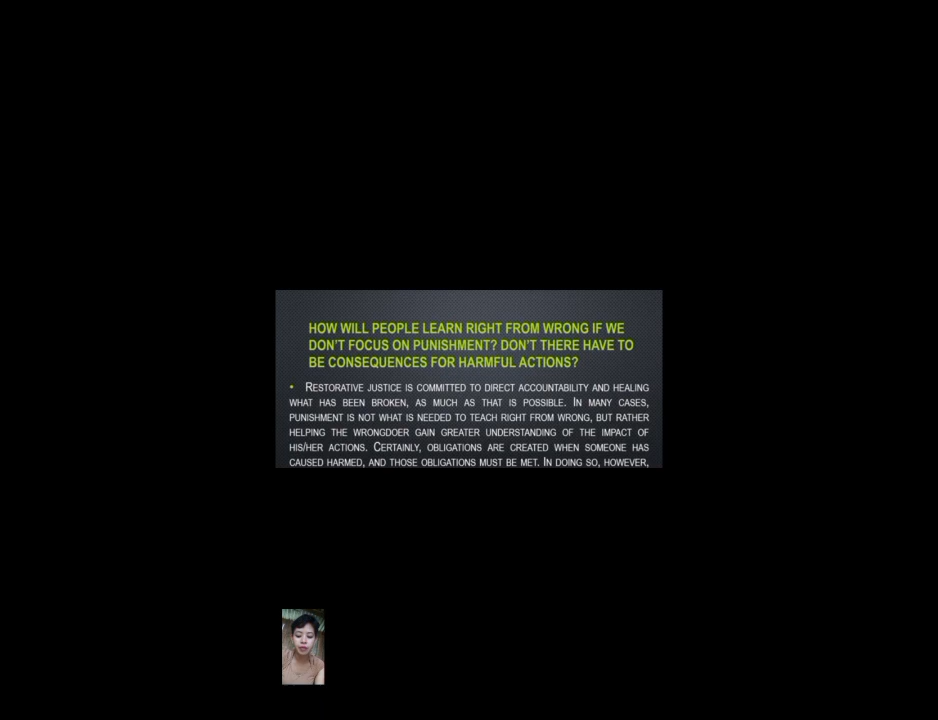 HOW WILL PEOPLE LEARN RIGHT FROM WRONG IF WE
DON'T FOCUS ON PUNISHMENT? DON'T THERE HAVE TO
BE CONSEQUENCES FOR HARMFUL ACTIONS?
• RESTORATIVE JUSTICE IS COMMITTED TO DIRECT ACCOUNTABILITY AND HEALING
WHAT HAS BEEN BROKEN, AS MUCH AS THAT IS POSSIBLE. IN MANY CASES,
PUNISHMENT IS NOT WHAT IS NEEDED TO TEACH RIGHT FROM WRONG, BUT RATHER
HELPING THE WRONGDOER GAIN GREATER UNDERSTANDING OF THE IMPACT OF
HIS/HER ACTIONS. CERTAINLY, OBLIGATIONS ARE CREATED WHEN SOMEONE HAS
CAUSED HARMED, AND THOSE OBLIGATIONS MUST BE MET. IN DOING SO, HOWEVER,